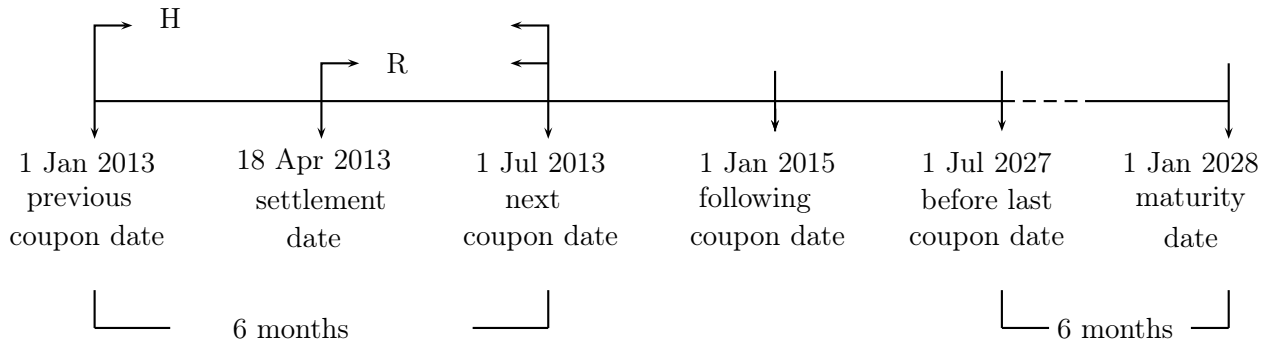 H
R
1 Jan 2013
previous
coupon date
18 Apr 2013
settlement
date
1 Jul 2013
next
coupon date
1 Jan 2015
following
coupon date
1 Jul 2027
before last
coupon date
1 Jan 2028
maturity
date
6 months
6 months